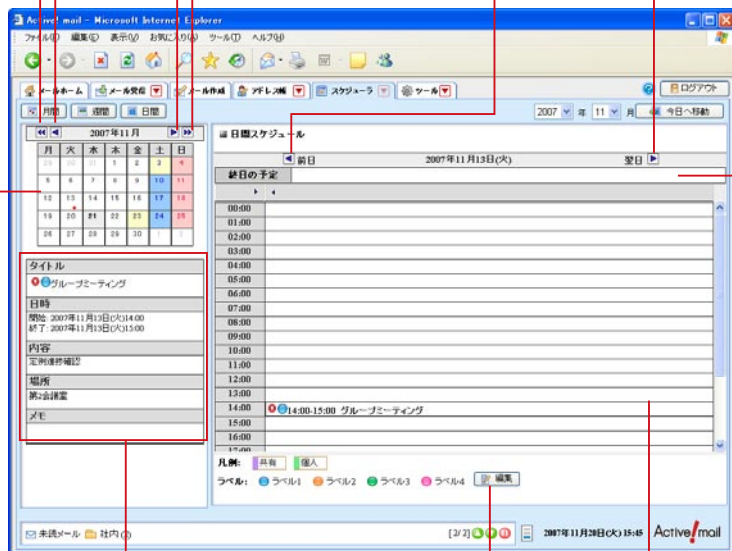 Active! mail - Microsoft Internet Explorer
ファイル(F) 編集(E) 表示(V) お気に入り(A) ツール(T) ヘルプ(H)
メールホーム メール受信 メール作成 アドレス帳 スケジューラ ツール ログアウト
月間 週間 日間 2007 年 11 月 今日へ移動
2007年11月
月 火 水 木 金 土 日
29 30 31 1 2 3 4
5 6 7 8 9 10 11
12 13 14 15 16 17 18
19 20 21 22 23 24 25
26 27 28 29 30 1 2
タイトル
グループミーティング
日時
開始: 2007年11月13日(火)14:00
終了: 2007年11月13日(火)15:00
内容
定例進捗確認
場所
第2会議室
メモ
日間スケジュール
前日 2007年11月13日(火) 翌日
終日の予定
00:00
01:00
02:00
03:00
04:00
05:00
06:00
07:00
08:00
09:00
10:00
11:00
12:00
13:00
14:00 14:00-15:00 グループミーティング
15:00
16:00
17:00
凡例: 共有 個人
ラベル: ラベル1 ラベル2 ラベル3 ラベル4 編集
未読メール 社内
[2/2] 2007年11月20日(火) 15:45 Active!mail